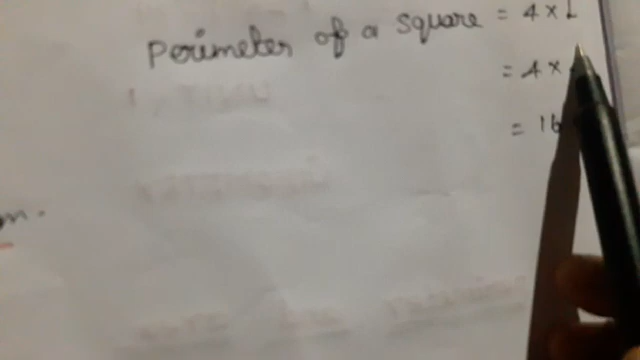 Perimeter of a square = 4 × L
= 4 ×
= 16
m.